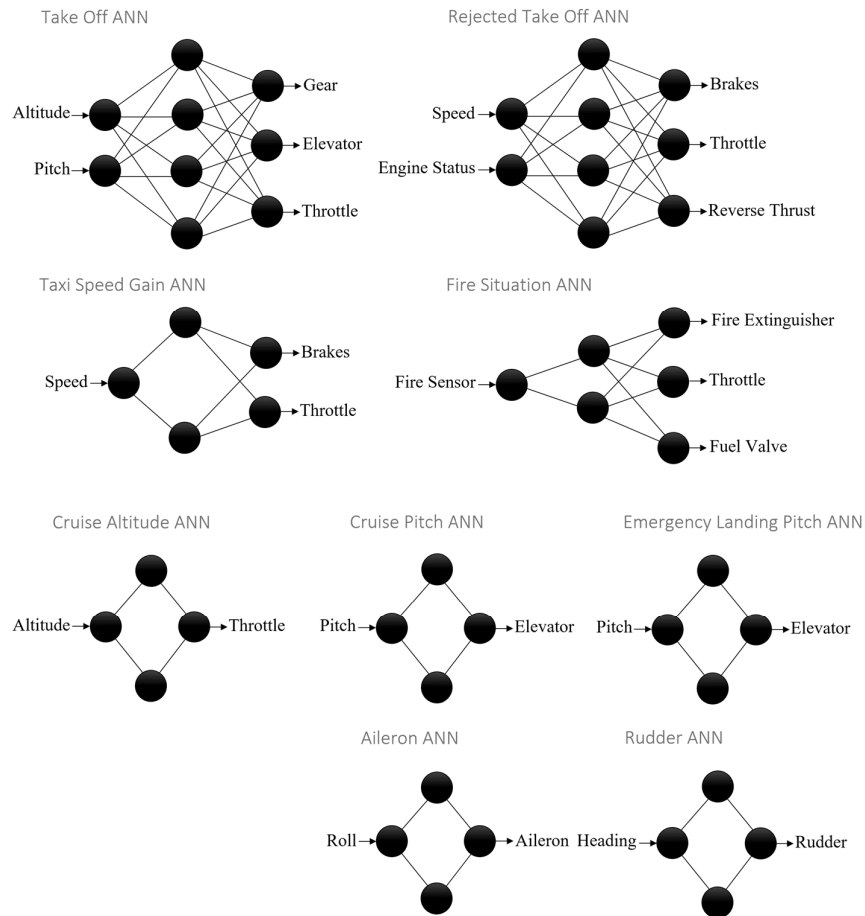 Take Off ANN
Altitude
Pitch
Gear
Elevator
Throttle
Rejected Take Off ANN
Speed
Engine Status
Brakes
Throttle
Reverse Thrust
Taxi Speed Gain ANN
Speed
Brakes
Throttle
Fire Situation ANN
Fire Sensor
Fire Extinguisher
Throttle
Fuel Valve
Cruise Altitude ANN
Altitude
Throttle
Cruise Pitch ANN
Pitch
Elevator
Emergency Landing Pitch ANN
Pitch
Elevator
Aileron ANN
Roll
Aileron
Rudder ANN
Heading
Rudder